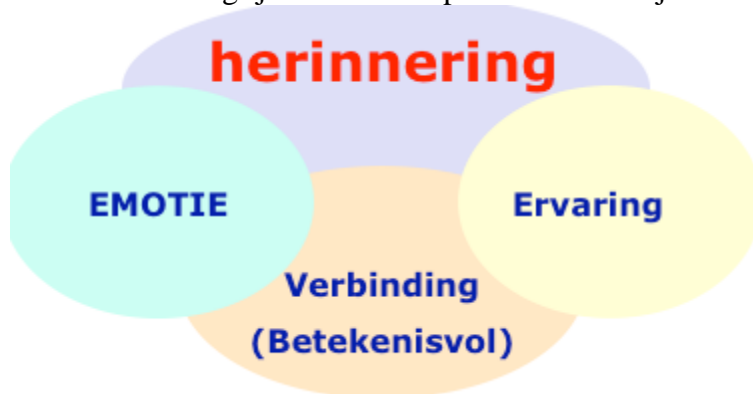 herinnering
EMOTIE
Ervaring
Verbinding
(Betekenisvol)